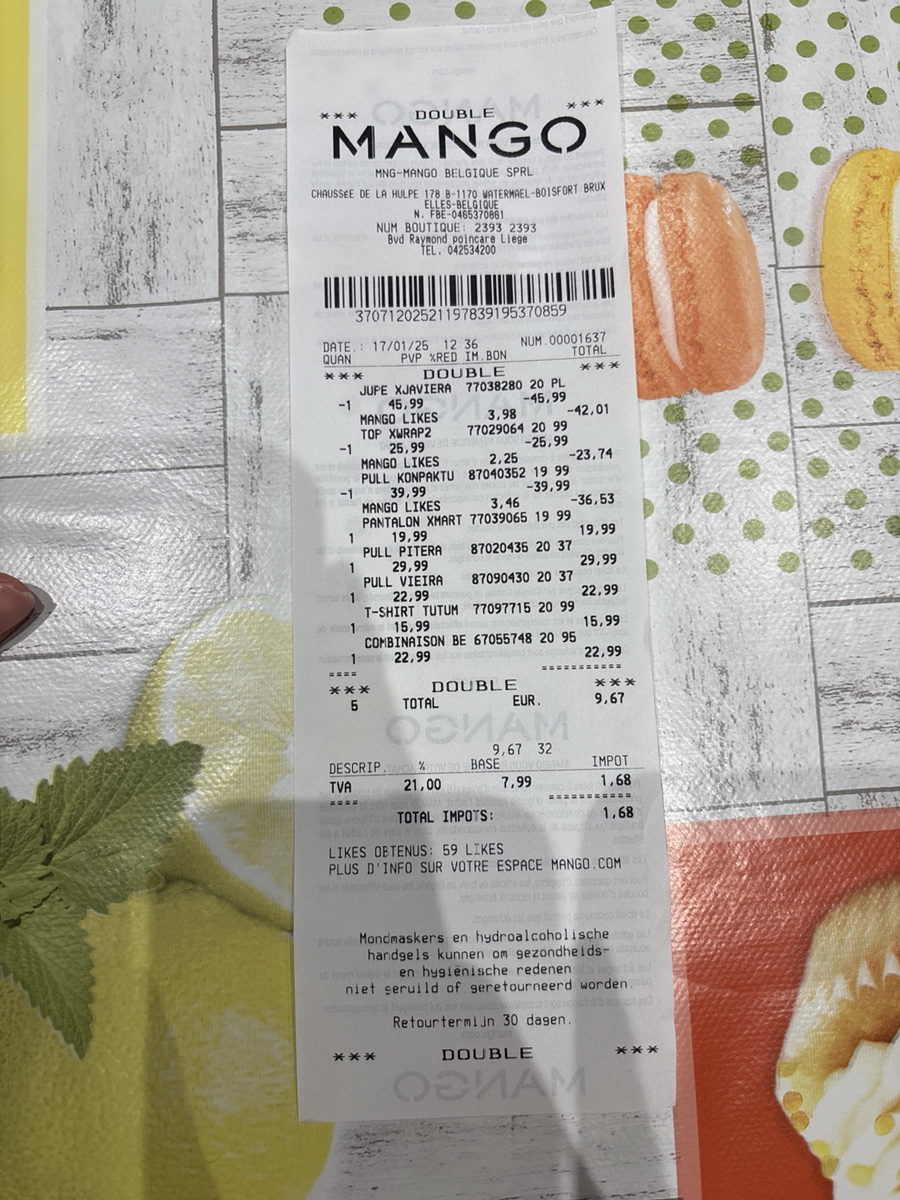 *** DOUBLE ***
MANGO
MNG-MANGO BELGIQUE SPRL
CHAUSSéE DE LA HULPE 178 B-1170 WATERMAEL-BOISFORT BRUX
ELLES-BELGIQUE
N. FBE-0465370861
NUM BOUTIQUE: 2393 2393
Bvd Raymond poincare Liege
TEL. 042534200
37071202521197839195370859
DATE.: 17/01/25 12 36 NUM.00001637
QUAN PVP %RED IM.BON TOTAL
*** DOUBLE ***
JUPE XJAVIERA 77038280 20 PL
-1 45,99 -45,99
MANGO LIKES 3,98 -42,01
TOP XWRAP2 77029064 20 99
-1 25,99 -25,99
MANGO LIKES 2,25 -23,74
PULL KONPAKTU 87040352 19 99
-1 39,99 -39,99
MANGO LIKES 3,46 -36,53
PANTALON XMART 77039065 19 99
1 19,99 19,99
PULL PITERA 87020435 20 37
1 29,99 29,99
PULL VIEIRA 87090430 20 37
1 22,99 22,99
T-SHIRT TUTUM 77097715 20 99
1 15,99 15,99
COMBINAISON BE 67055748 20 95
1 22,99 22,99
==== ===========
*** DOUBLE ***
5 TOTAL EUR. 9,67
9,67 32
DESCRIP. % BASE IMPOT
TVA 21,00 7,99 1,68
==== ===========
TOTAL IMPOTS: 1,68
LIKES OBTENUS: 59 LIKES
PLUS D'INFO SUR VOTRE ESPACE MANGO.COM
Mondmaskers en hydroalcoholische
handgels kunnen om gezondheids-
en hygiënische redenen
niet geruild of geretourneerd worden.
Retourtermijn 30 dagen.
*** DOUBLE ***
MANGO